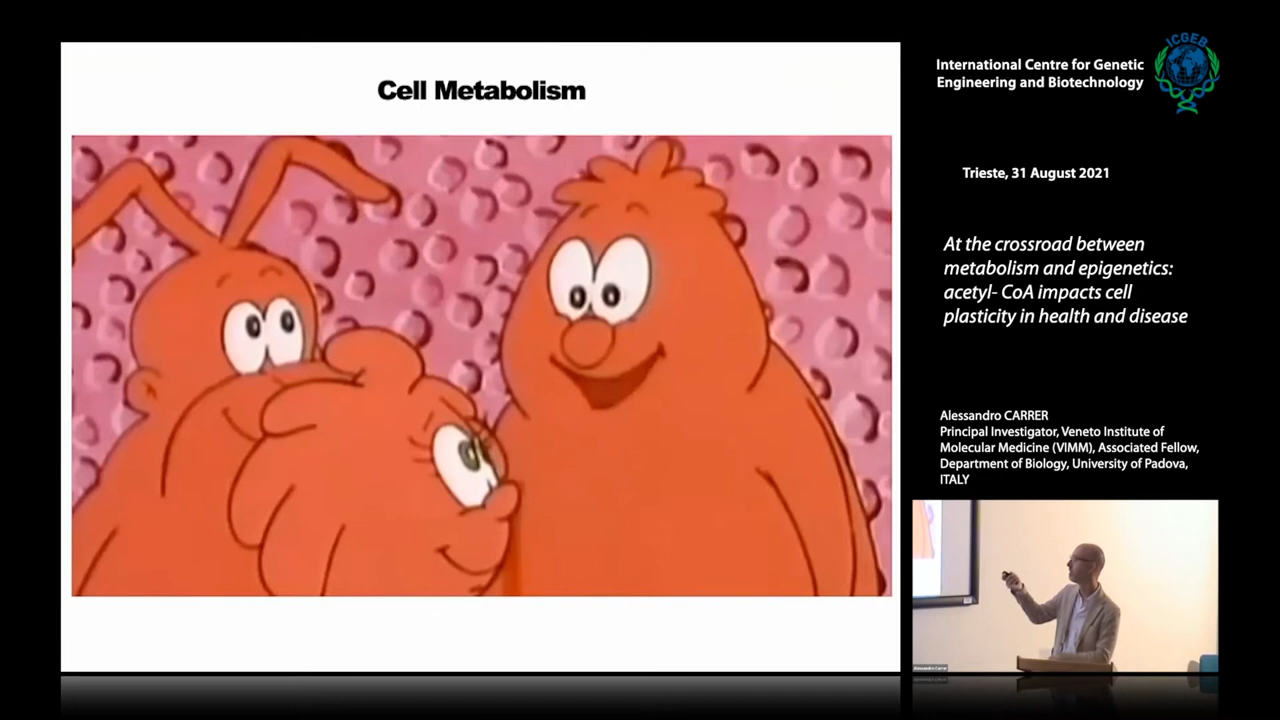 Cell Metabolism
ICGEB
International Centre for Genetic
Engineering and Biotechnology
Trieste, 31 August 2021
At the crossroad between
metabolism and epigenetics:
acetyl- CoA impacts cell
plasticity in health and disease
Alessandro CARRER
Principal Investigator, Veneto Institute of
Molecular Medicine (VIMM), Associated Fellow,
Department of Biology, University of Padova,
ITALY
Alessandro Carrer